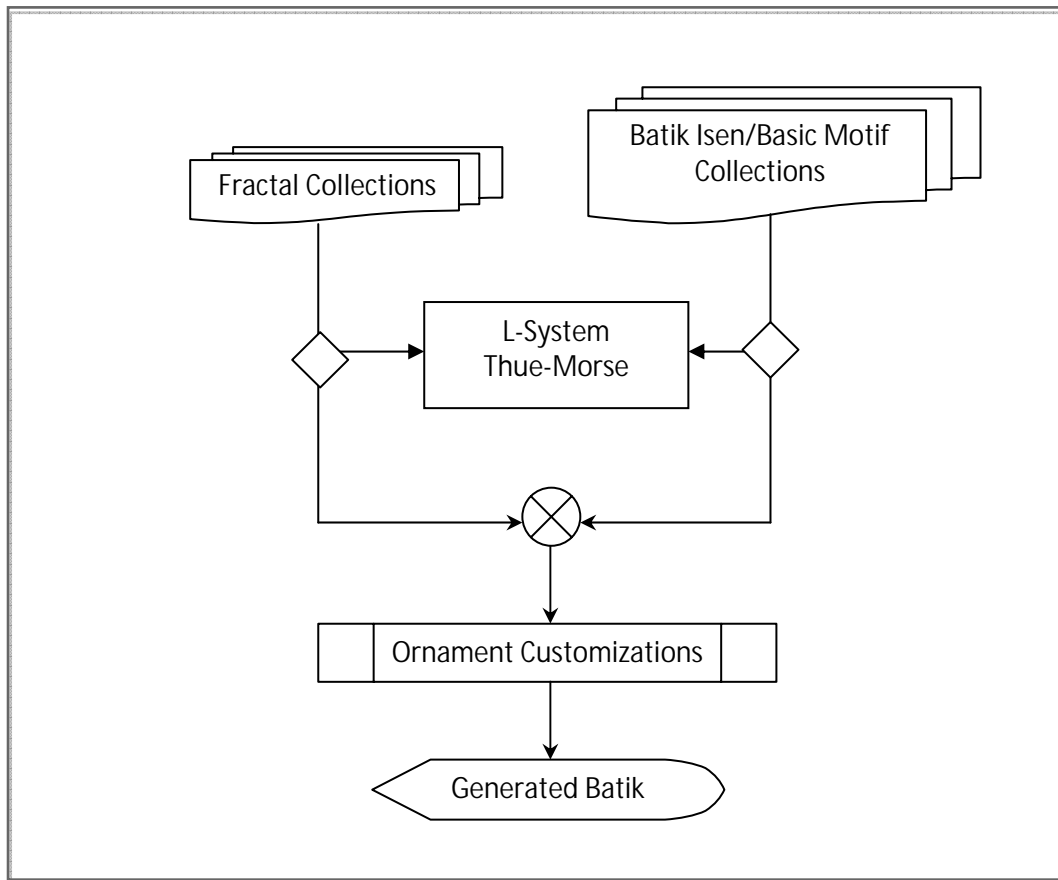 Fractal Collections
Batik Isen/Basic Motif
Collections
L-System
Thue-Morse
Ornament Customizations
Generated Batik